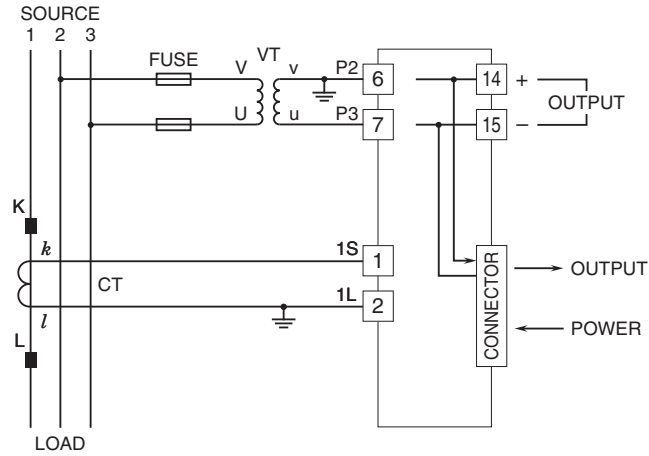 SOURCE
1 2 3
FUSE
VT
V v P2 6
14 +
OUTPUT
U u P3 7
15 −
K
k 1S 1
CT
l 1L 2
L
CONNECTOR
OUTPUT
POWER
LOAD